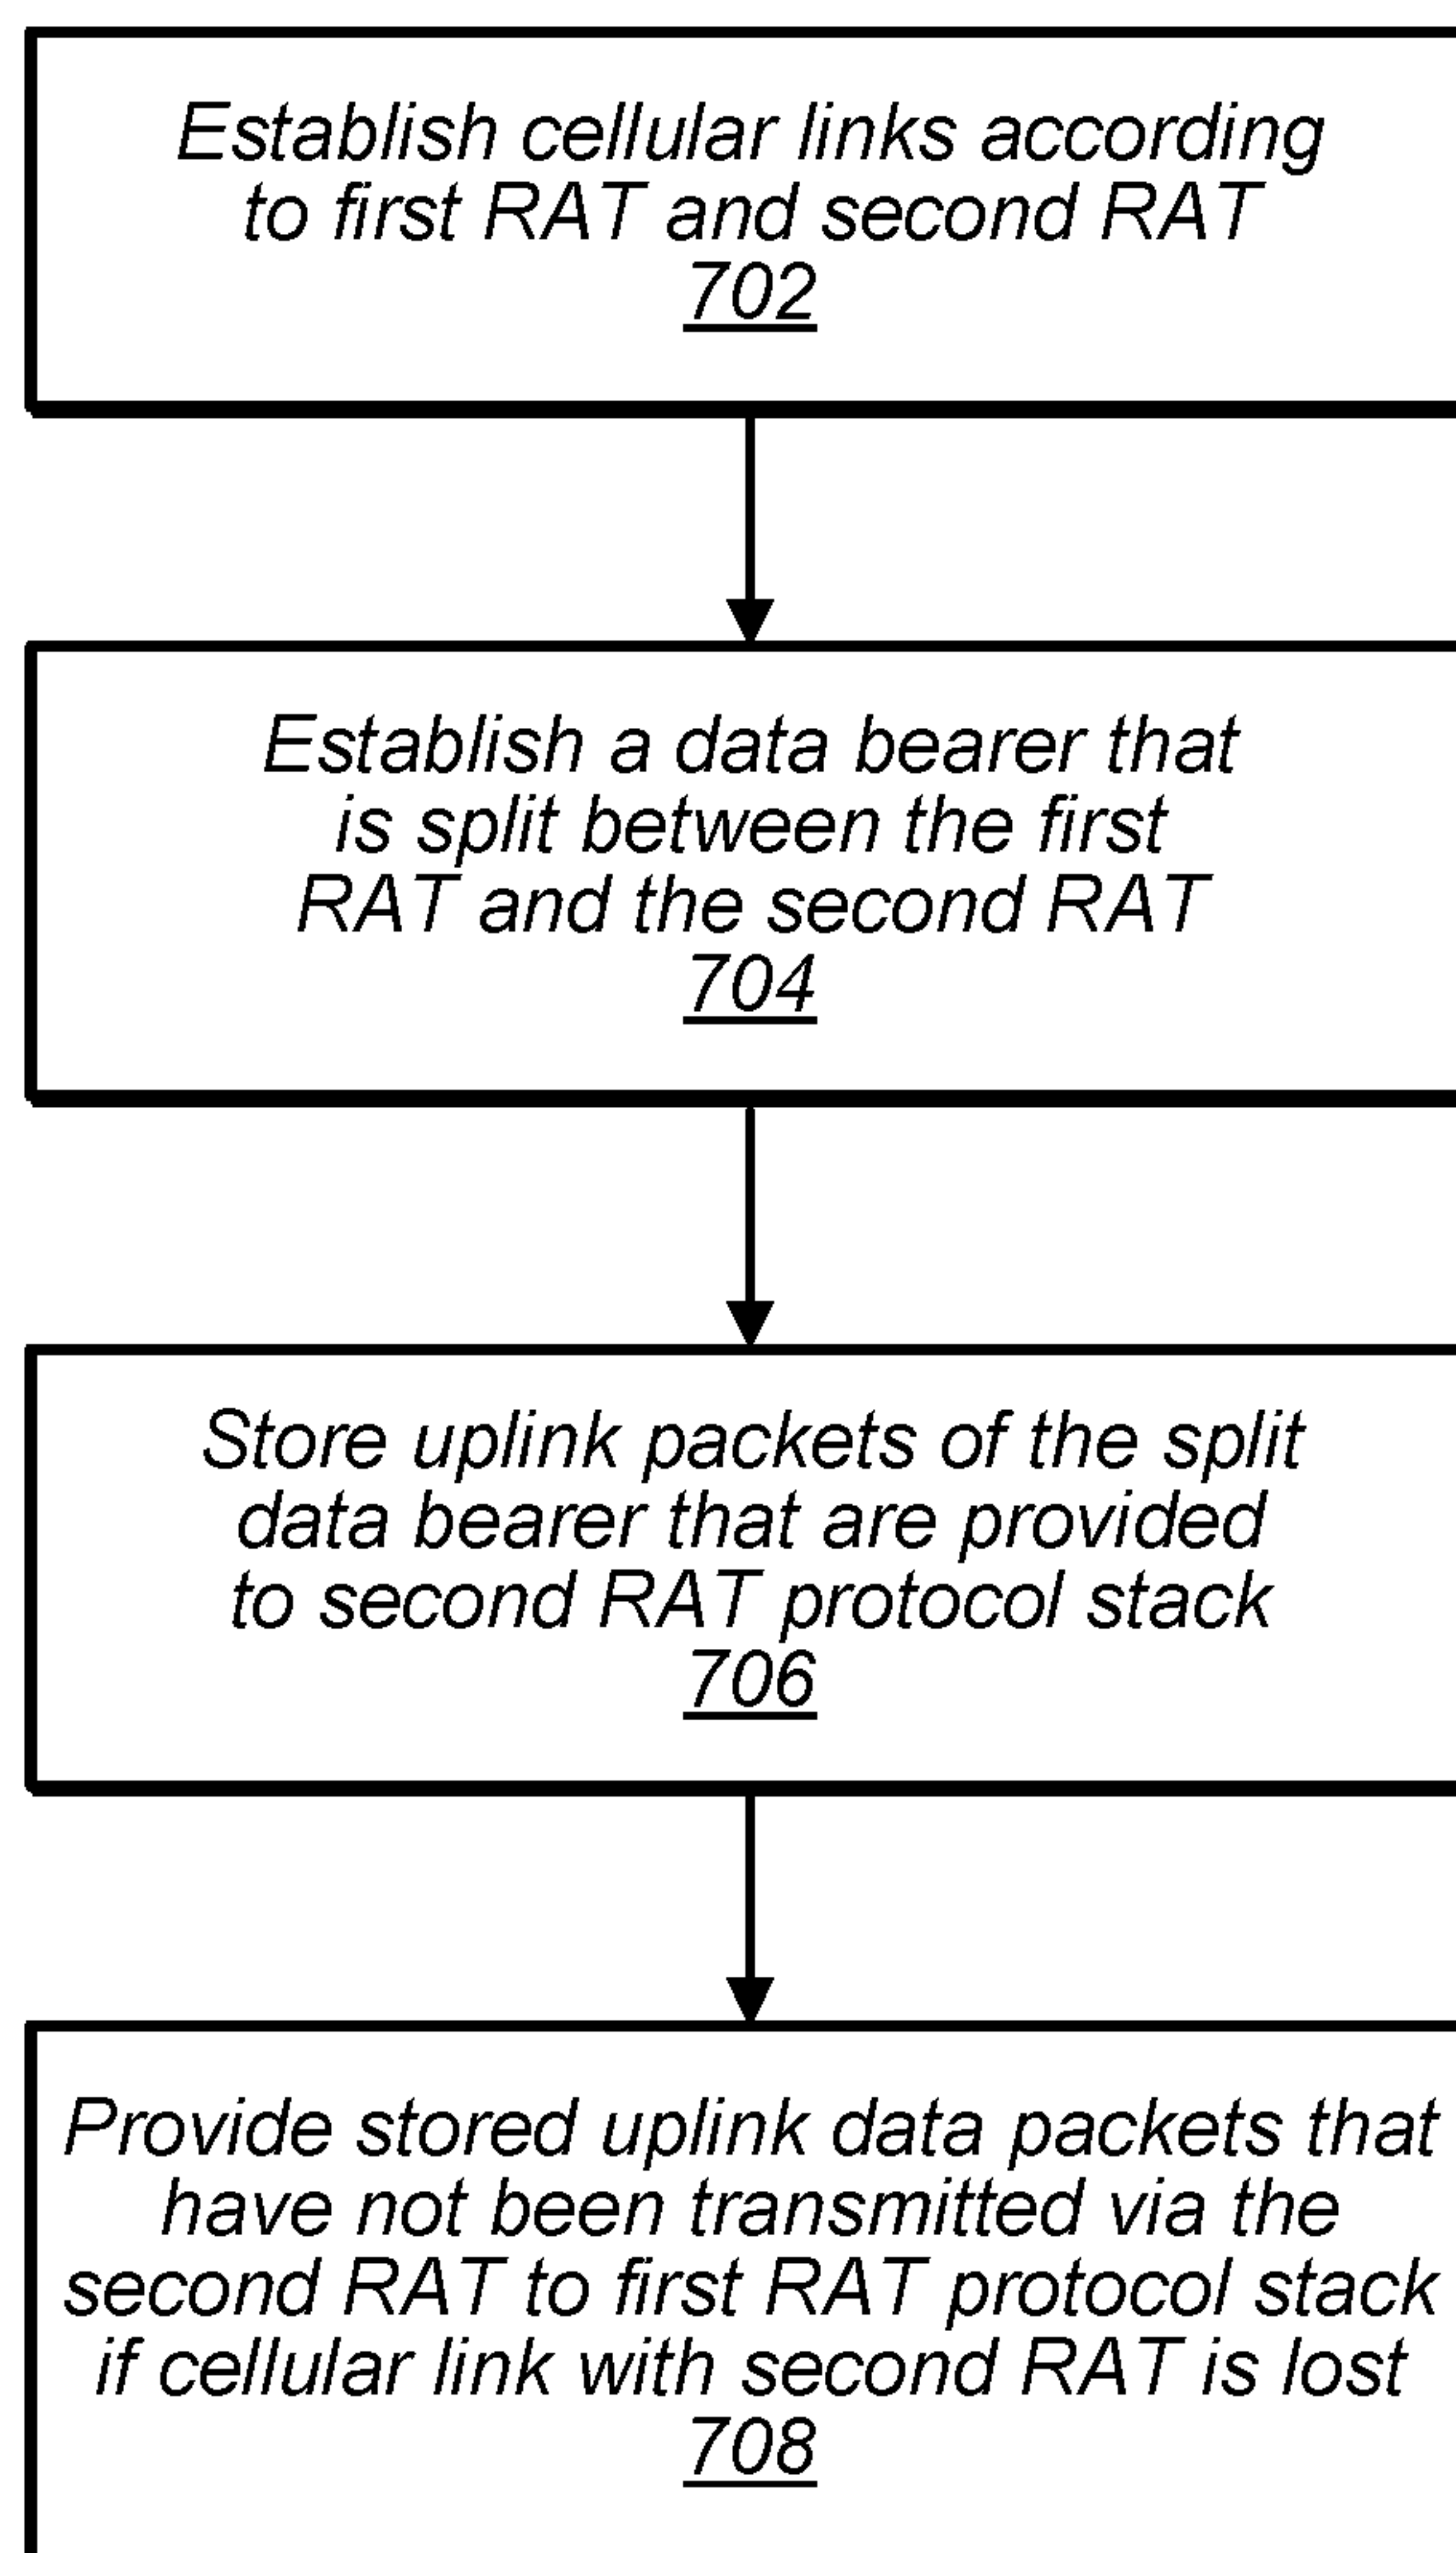 Establish cellular links according
to first RAT and second RAT
702
Establish a data bearer that
is split between the first
RAT and the second RAT
704
Store uplink packets of the split
data bearer that are provided
to second RAT protocol stack
706
Provide stored uplink data packets that
have not been transmitted via the
second RAT to first RAT protocol stack
if cellular link with second RAT is lost
708